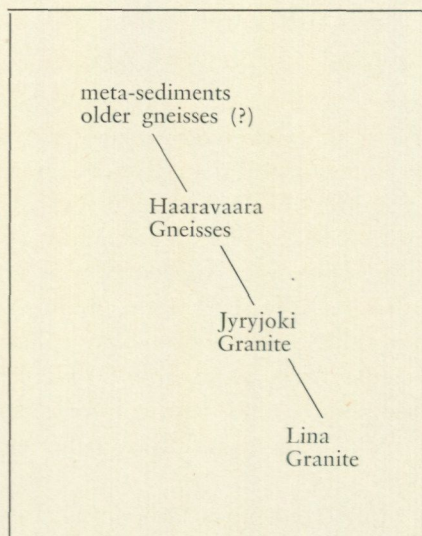 meta-sediments
older gneisses (?)
Haaravaara
Gneisses
Jyryjoki
Granite
Lina
Granite